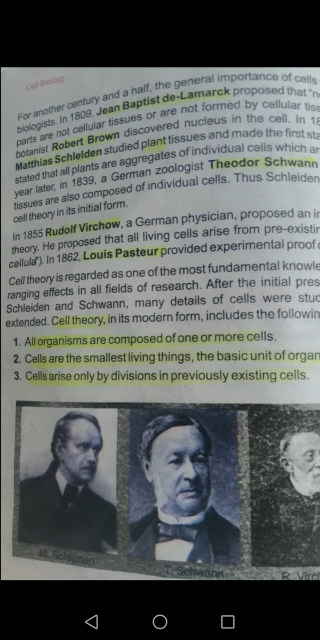 Cell Biology
For another century and a half, the general importance of cells
biologists. In 1809, Jean Baptist de-Lamarck proposed that "n
parts are not cellular tissues or are not formed by cellular tiss
botanist Robert Brown discovered nucleus in the cell. In 18
Matthias Schleiden studied plant tissues and made the first sta
stated that all plants are aggregates of individual cells which ar
year later, in 1839, a German zoologist Theodor Schwann
tissues are also composed of individual cells. Thus Schleiden
cell theory in its initial form.
In 1855 Rudolf Virchow, a German physician, proposed an i
theory. He proposed that all living cells arise from pre-existin
cellula"). In 1862, Louis Pasteur provided experimental proof o
Cell theory is regarded as one of the most fundamental knowle
ranging effects in all fields of research. After the initial pres
Schleiden and Schwann, many details of cells were stud
extended. Cell theory, in its modern form, includes the followin
1. All organisms are composed of one or more cells.
2. Cells are the smallest living things, the basic unit of organ
3. Cells arise only by divisions in previously existing cells.
M. Schleiden
T. Schwann
R. Virch